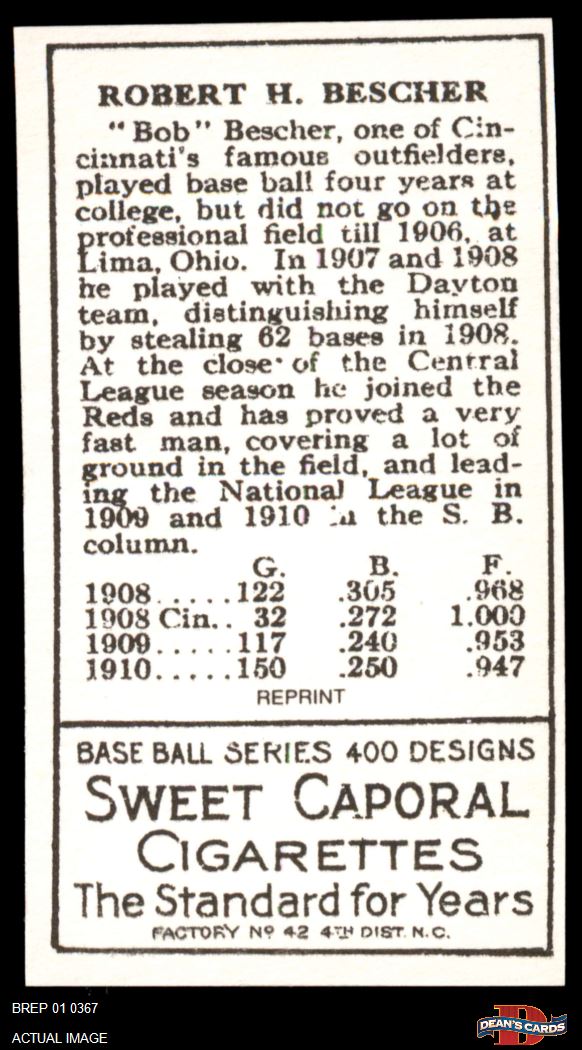 ROBERT H. BESCHER
"Bob" Bescher, one of Cin-
cinnati's famous outfielders,
played base ball four years at
college, but did not go on the
professional field till 1906, at
Lima, Ohio. In 1907 and 1908
he played with the Dayton
team, distinguishing himself
by stealing 62 bases in 1908.
At the close of the Central
League season he joined the
Reds and has proved a very
fast man, covering a lot of
ground in the field, and lead-
ing the National League in
1909 and 1910 in the S. B.
column.
G. B. F.
1908.....122 .305 .968
1908 Cin.. 32 .272 1.000
1909.....117 .240 .953
1910.....150 .250 .947
REPRINT
BASE BALL SERIES 400 DESIGNS
SWEET CAPORAL
CIGARETTES
The Standard for Years
FACTORY Nº 42 4TH DIST. N.C.
BREP 01 0367
ACTUAL IMAGE
D
DEAN'S CARDS